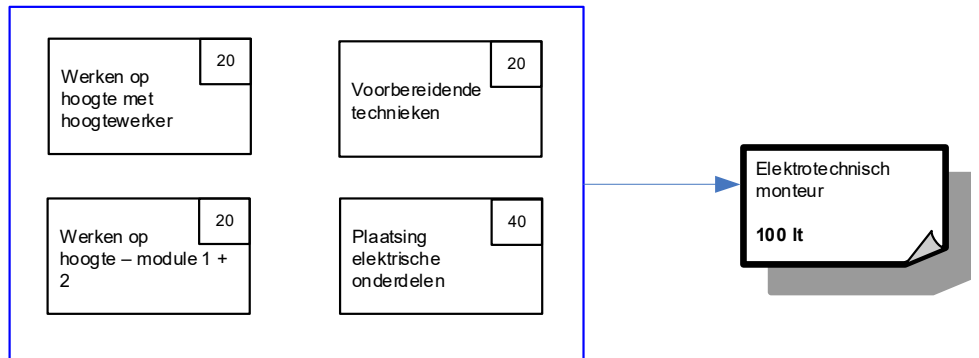 20
Werken op
hoogte met
hoogtewerker
20
Voorbereidende
technieken
20
Werken op
hoogte – module 1 +
2
40
Plaatsing
elektrische
onderdelen
Elektrotechnisch
monteur
100 lt